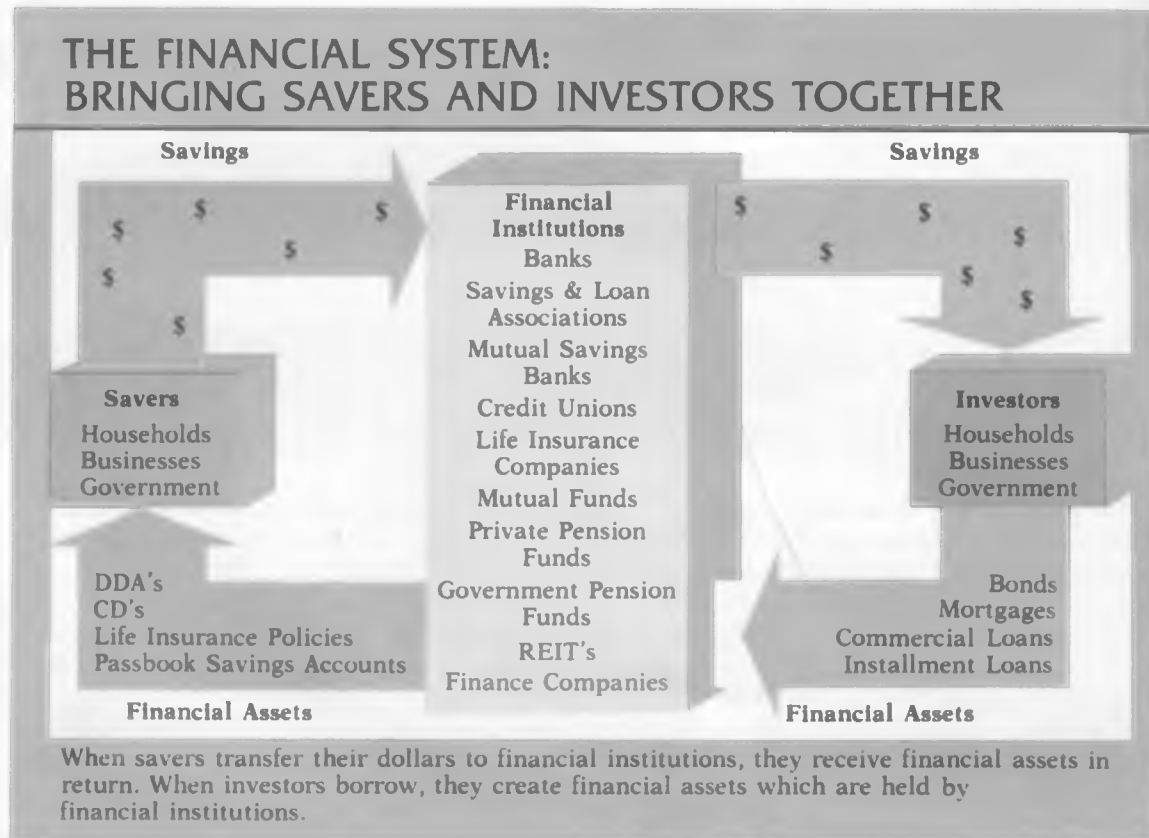 THE FINANCIAL SYSTEM:
BRINGING SAVERS AND INVESTORS TOGETHER
Savings
Savings
$ $ $ $ $ $
$ $ $ $ $ $
Financial
Institutions
Banks
Savings & Loan
Associations
Mutual Savings
Banks
Credit Unions
Life Insurance
Companies
Mutual Funds
Private Pension
Funds
Government Pension
Funds
REIT's
Finance Companies
Savers
Households
Businesses
Government
Investors
Households
Businesses
Government
DDA's
CD's
Life Insurance Policies
Passbook Savings Accounts
Bonds
Mortgages
Commercial Loans
Installment Loans
Financial Assets
Financial Assets
When savers transfer their dollars to financial institutions, they receive financial assets in
return. When investors borrow, they create financial assets which are held by
financial institutions.